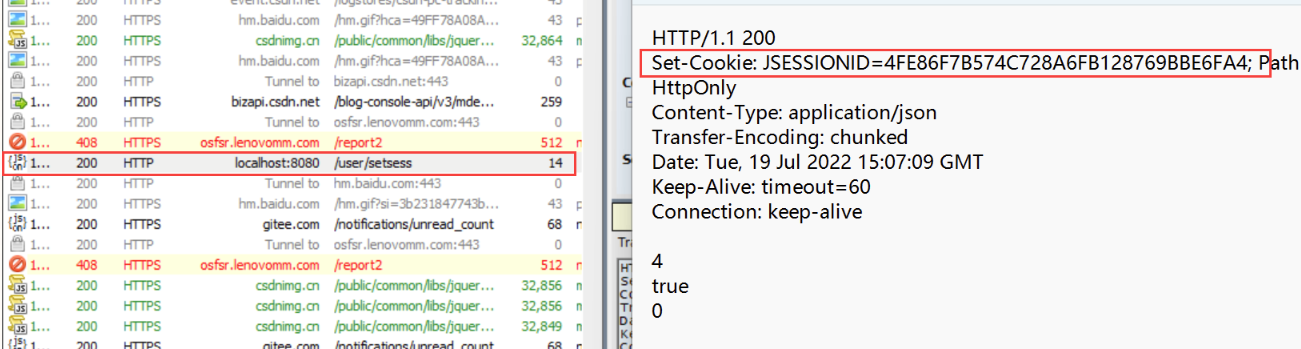 1... 200 HTTPS event.csdn.net /logstores/csdn-pc-trackin... 43
1... 200 HTTPS hm.baidu.com /hm.gif?hca=49FF78A08A... 43 p
1... 200 HTTPS csdnimg.cn /public/common/libs/jquer... 32,864 m
1... 200 HTTPS hm.baidu.com /hm.gif?hca=49FF78A08A... 43 p
1... 200 HTTP Tunnel to bizapi.csdn.net:443 0
1... 200 HTTPS bizapi.csdn.net /blog-console-api/v3/mde... 259
1... 200 HTTP Tunnel to osfsr.lenovomm.com:443 0
1... 408 HTTPS osfsr.lenovomm.com /report2 512 n
1... 200 HTTP localhost:8080 /user/setsess 14
1... 200 HTTP Tunnel to hm.baidu.com:443 0
1... 200 HTTPS hm.baidu.com /hm.gif?si=3b231847743b... 43 p
1... 200 HTTPS gitee.com /notifications/unread_count 68 n
1... 200 HTTP Tunnel to osfsr.lenovomm.com:443 0
1... 408 HTTPS osfsr.lenovomm.com /report2 512 n
1... 200 HTTPS csdnimg.cn /public/common/libs/jquer... 32,856 m
1... 200 HTTPS csdnimg.cn /public/common/libs/jquer... 32,856 m
1... 200 HTTPS csdnimg.cn /public/common/libs/jquer... 32,849 m
1... 200 HTTPS gitee.com /notifications/unread_count 68 n
Co
S
Tra
HT
Se
Co
Tr
Da
Ke
Co
HTTP/1.1 200
Set-Cookie: JSESSIONID=4FE86F7B574C728A6FB128769BBE6FA4; Path
HttpOnly
Content-Type: application/json
Transfer-Encoding: chunked
Date: Tue, 19 Jul 2022 15:07:09 GMT
Keep-Alive: timeout=60
Connection: keep-alive
4
true
0